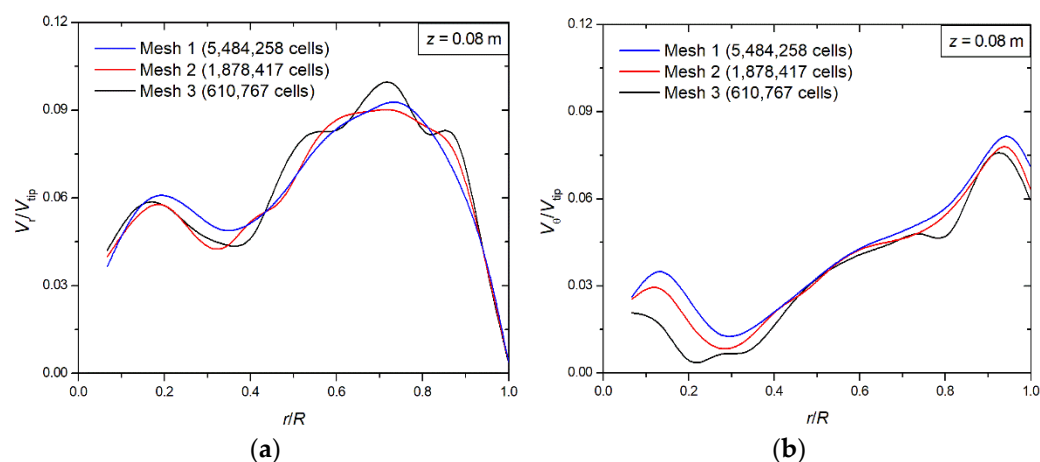 0.12
z = 0.08 m
Mesh 1 (5,484,258 cells)
Mesh 2 (1,878,417 cells)
Mesh 3 (610,767 cells)
0.09
0.06
0.03
0.00
Vr/Vtip
0.0 0.2 0.4 0.6 0.8 1.0
r/R
(a)
0.12
z = 0.08 m
Mesh 1 (5,484,258 cells)
Mesh 2 (1,878,417 cells)
Mesh 3 (610,767 cells)
0.09
0.06
0.03
0.00
Vθ/Vtip
0.0 0.2 0.4 0.6 0.8 1.0
r/R
(b)